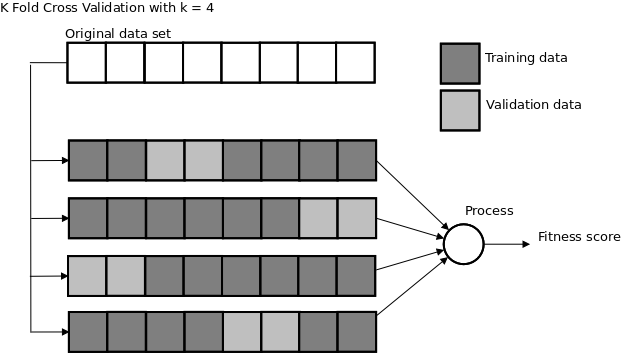 K Fold Cross Validation with k = 4
Original data set
Training data
Validation data
Process
Fitness score